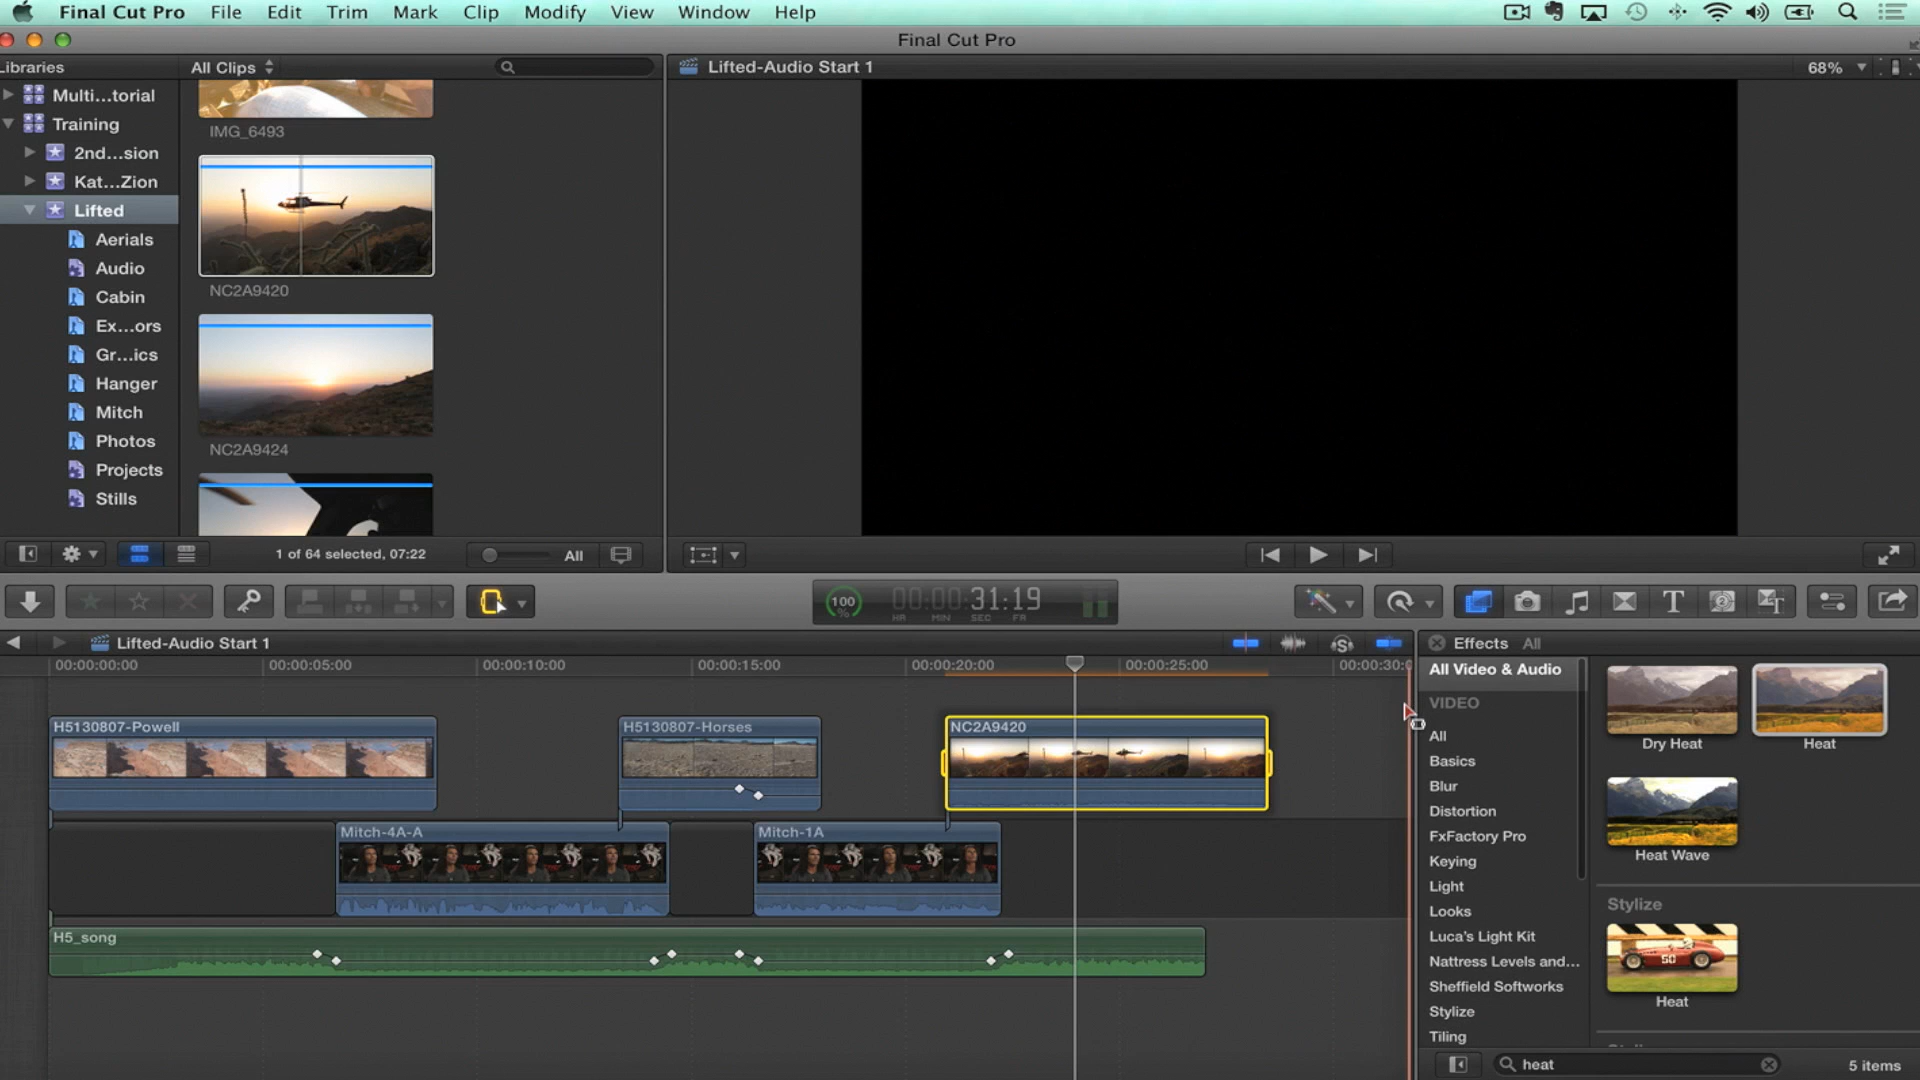 Final Cut Pro File Edit Trim Mark Clip Modify View Window Help
Final Cut Pro
Libraries
All Clips
Lifted-Audio Start 1
68%
Multi...torial
Training
2nd...sion
Kat...Zion
Lifted
Aerials
Audio
Cabin
Ex...ors
Gr...ics
Hanger
Mitch
Photos
Projects
Stills
IMG_6493
NC2A9420
NC2A9424
1 of 64 selected, 07:22
All
100
%
00:00:31:19
HR MIN SEC FR
Lifted-Audio Start 1
00:00:00:00 00:00:05:00 00:00:10:00 00:00:15:00 00:00:20:00 00:00:25:00 00:00:30:0
H5130807-Powell
H5130807-Horses
NC2A9420
Mitch-4A-A
Mitch-1A
H5_song
Effects All
All Video & Audio
VIDEO
All
Basics
Blur
Distortion
FxFactory Pro
Keying
Light
Looks
Luca's Light Kit
Nattress Levels and...
Sheffield Softworks
Stylize
Tiling
Dry Heat
Heat
Heat Wave
Stylize
50
Heat
heat
5 items